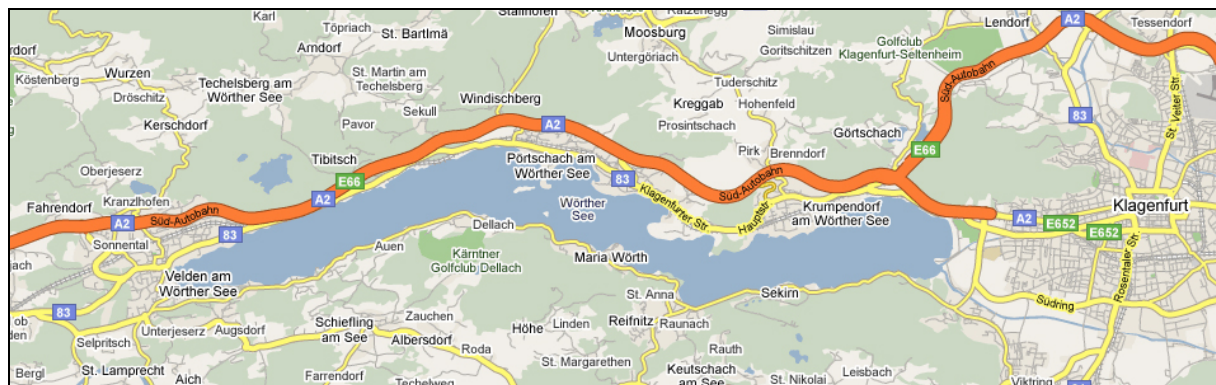 Karl
Stallhofen
Moosburg
Simislau
Lendorf
A2
Tessendorf
Töpriach
St. Bartlmä
Arndorf
Untergöriach
Goritschitzen
Golfclub
Klagenfurt-Seltenheim
Wurzen
Köstenberg
Techelsberg am
Wörther See
St. Martin am
Techelsberg
Tuderschitz
Süd-Autobahn
St. Veiter Str.
Dröschitz
Sekull
Windischberg
Kreggab
Hohenfeld
83
Kerschdorf
Pavor
A2
Prosintschach
Görtschach
E66
Oberjeserz
Tibitsch
Pörtschach am
Wörther See
Pirk
Brenndorf
E66
A2
83
Kranzlhofen
Fahrendorf
A2
Süd-Autobahn
Süd-Autobahn
Klagenfurter Str.
Hauptstr.
Krumpendorf
am Wörther See
Klagenfurt
Wörther
See
A2
E652
E652
Sonnental
83
Auen
Dellach
Kärntner
Golfclub Dellach
Maria Wörth
Rosentaler Str.
Velden am
Wörther See
St. Anna
Sekirn
Südring
83
Unterjeserz
Augsdorf
Schiefling
am See
Zauchen
Albersdorf
Höhe
Linden
Reifnitz
Raunach
Selpritsch
Roda
Rauth
St. Lamprecht
Bergl
Aich
Farrendorf
Techelweg
St. Margarethen
Keutschach
am See
St. Nikolai
Leisbach
Viktring